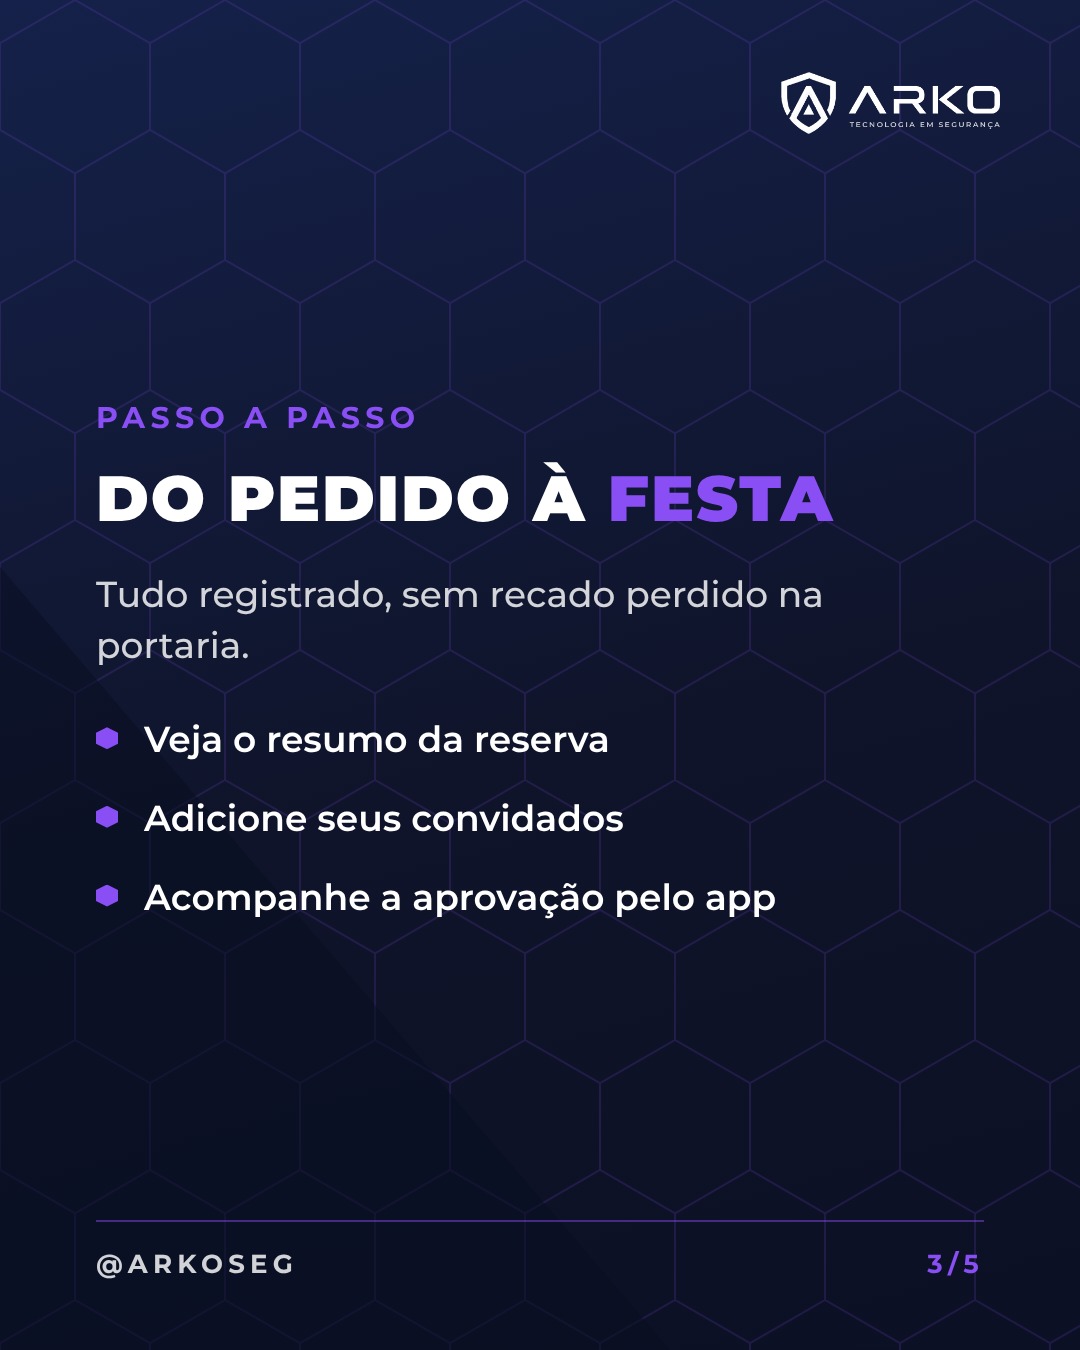 ARKO
TECNOLOGIA EM SEGURANÇA
PASSO A PASSO
DO PEDIDO À FESTA
Tudo registrado, sem recado perdido na
portaria.
Veja o resumo da reserva
Adicione seus convidados
Acompanhe a aprovação pelo app
@ARKOSEG
3/5